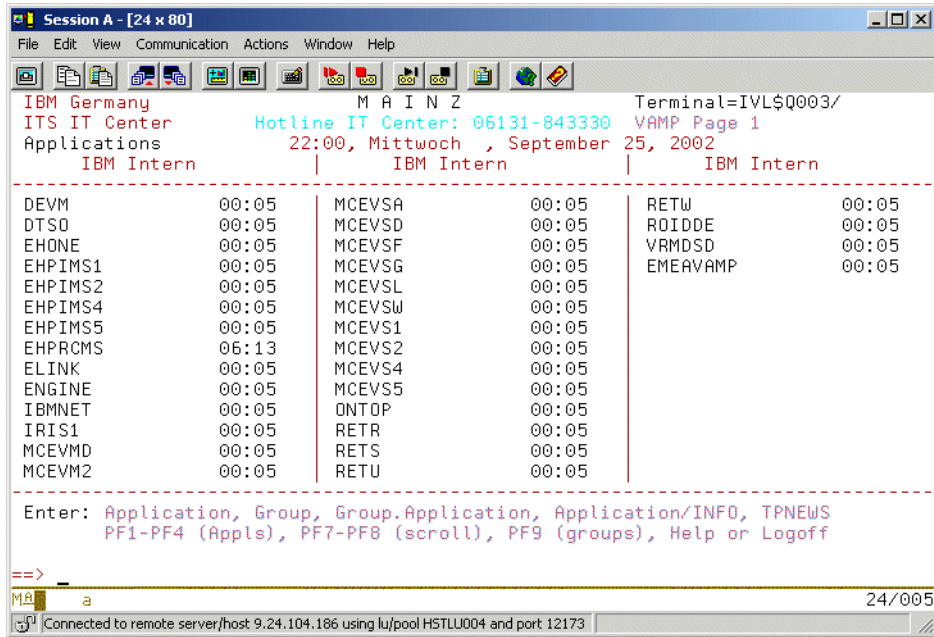 Session A - [24 x 80]
File Edit View Communication Actions Window Help
IBM Germany M A I N Z Terminal=IVL$Q003/
ITS IT Center Hotline IT Center: 06131-843330 VAMP Page 1
Applications 22:00, Mittwoch , September 25, 2002
IBM Intern | IBM Intern | IBM Intern
DEVM 00:05 | MCEVSA 00:05 | RETW 00:05
DTSO 00:05 | MCEVSD 00:05 | ROIDDE 00:05
EHONE 00:05 | MCEVSF 00:05 | VRMDSD 00:05
EHPIMS1 00:05 | MCEVSG 00:05 | EMEAVAMP 00:05
EHPIMS2 00:05 | MCEVSL 00:05
EHPIMS4 00:05 | MCEVSW 00:05
EHPIMS5 00:05 | MCEVS1 00:05
EHPRCMS 06:13 | MCEVS2 00:05
ELINK 00:05 | MCEVS4 00:05
ENGINE 00:05 | MCEVS5 00:05
IBMNET 00:05 | ONTOP 00:05
IRIS1 00:05 | RETR 00:05
MCEVMD 00:05 | RETS 00:05
MCEVM2 00:05 | RETU 00:05
Enter: Application, Group, Group.Application, Application/INFO, TPNEWS
PF1-PF4 (Appls), PF7-PF8 (scroll), PF9 (groups), Help or Logoff
==> _
MA a 24/005
Connected to remote server/host 9.24.104.186 using lu/pool HSTLU004 and port 12173